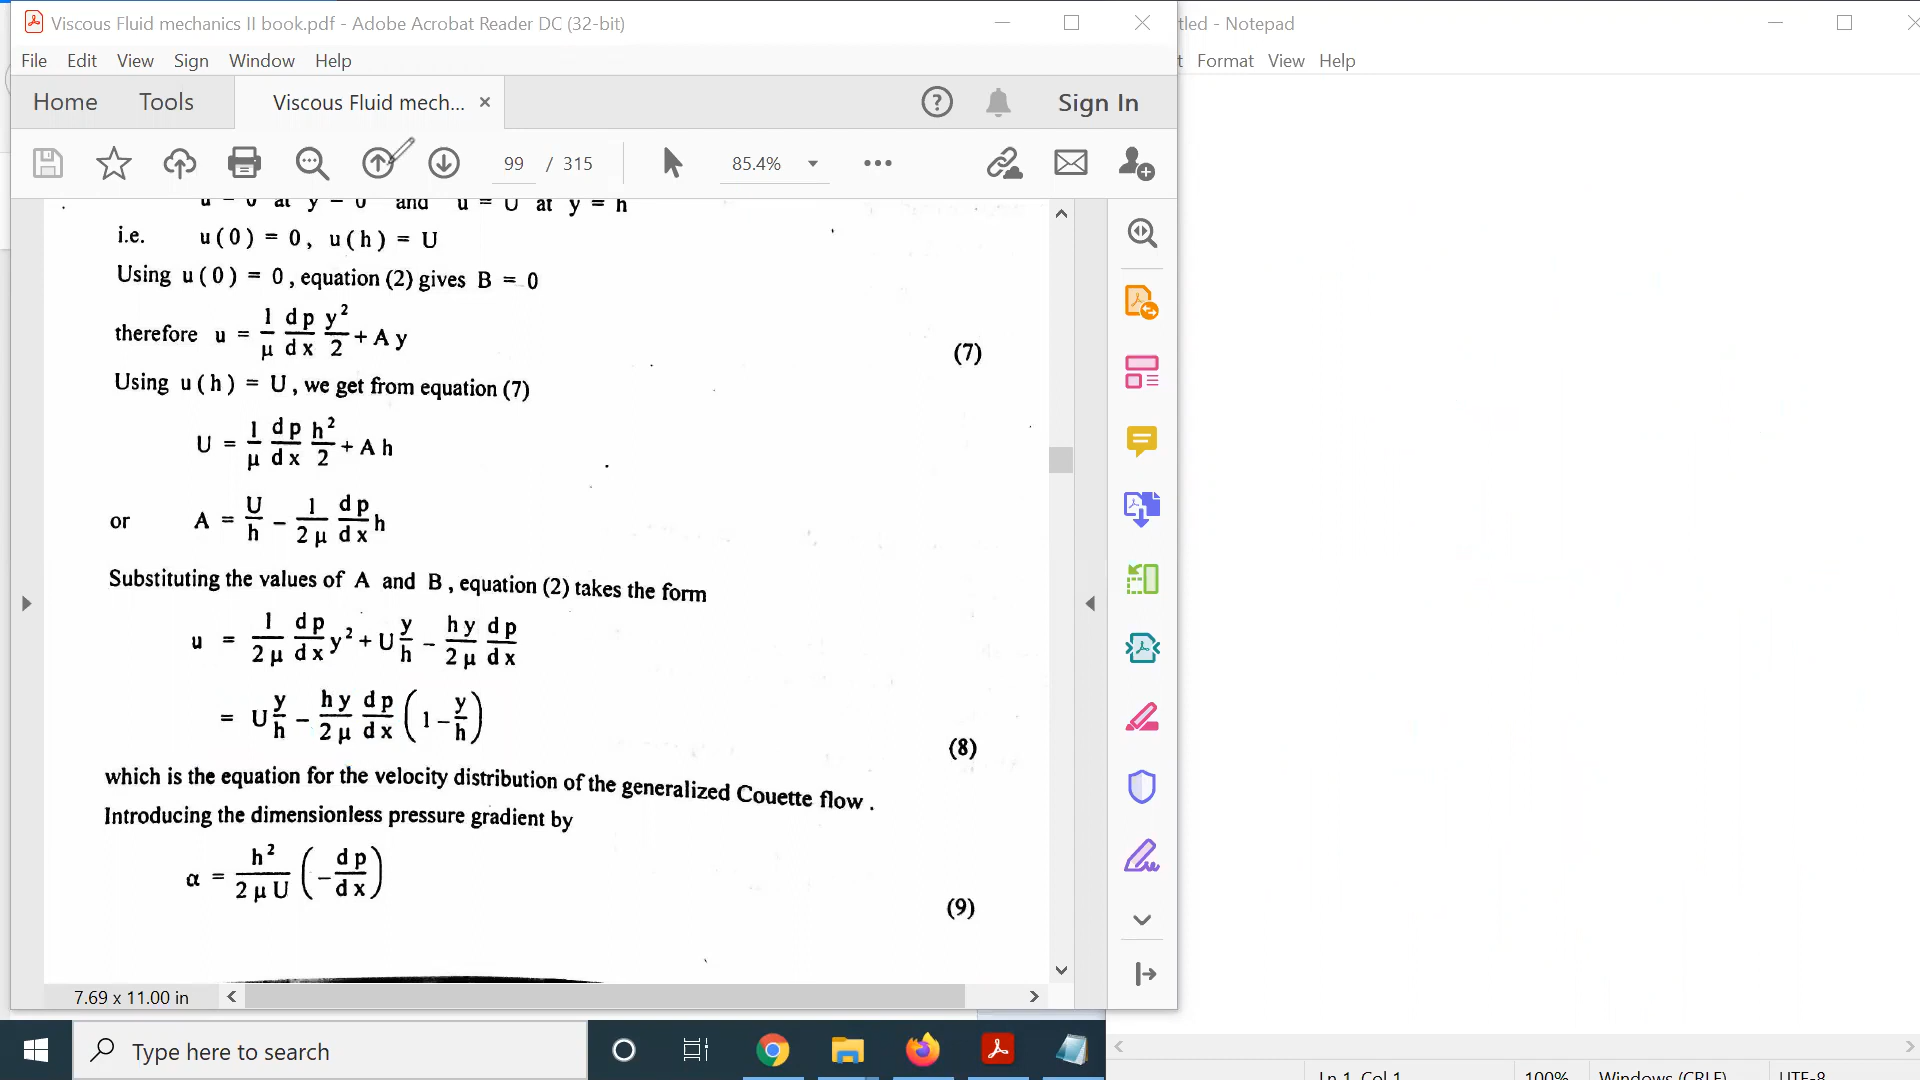 Viscous Fluid mechanics II book.pdf - Adobe Acrobat Reader DC (32-bit)
tled - Notepad
File Edit View Sign Window Help
t Format View Help
Home Tools Viscous Fluid mech... × Sign In
99 / 315 85.4%
u = 0 at y = 0 and u = U at y = h
i.e. u ( 0 ) = 0 , u ( h ) = U
Using u ( 0 ) = 0 , equation (2) gives B = 0
therefore u = 1/μ dp/dx y²/2 + A y
(7)
Using u ( h ) = U , we get from equation (7)
U = 1/μ dp/dx h²/2 + A h
or A = U/h − 1/2μ dp/dx h
Substituting the values of A and B , equation (2) takes the form
u = 1/2μ dp/dx y² + U y/h − hy/2μ dp/dx
= U y/h − hy/2μ dp/dx ( 1 − y/h )
(8)
which is the equation for the velocity distribution of the generalized Couette flow .
Introducing the dimensionless pressure gradient by
α = h²/2μU ( − dp/dx )
(9)
7.69 x 11.00 in
Type here to search
Ln 1, Col 1 100% Windows (CRLF) UTF-8